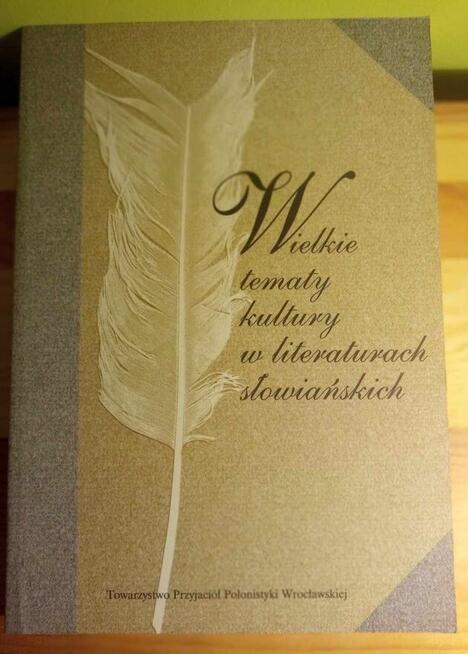 Wielkie
tematy
kultury
w literaturach
słowiańskich
Towarzystwo Przyjaciół Polonistyki Wrocławskiej